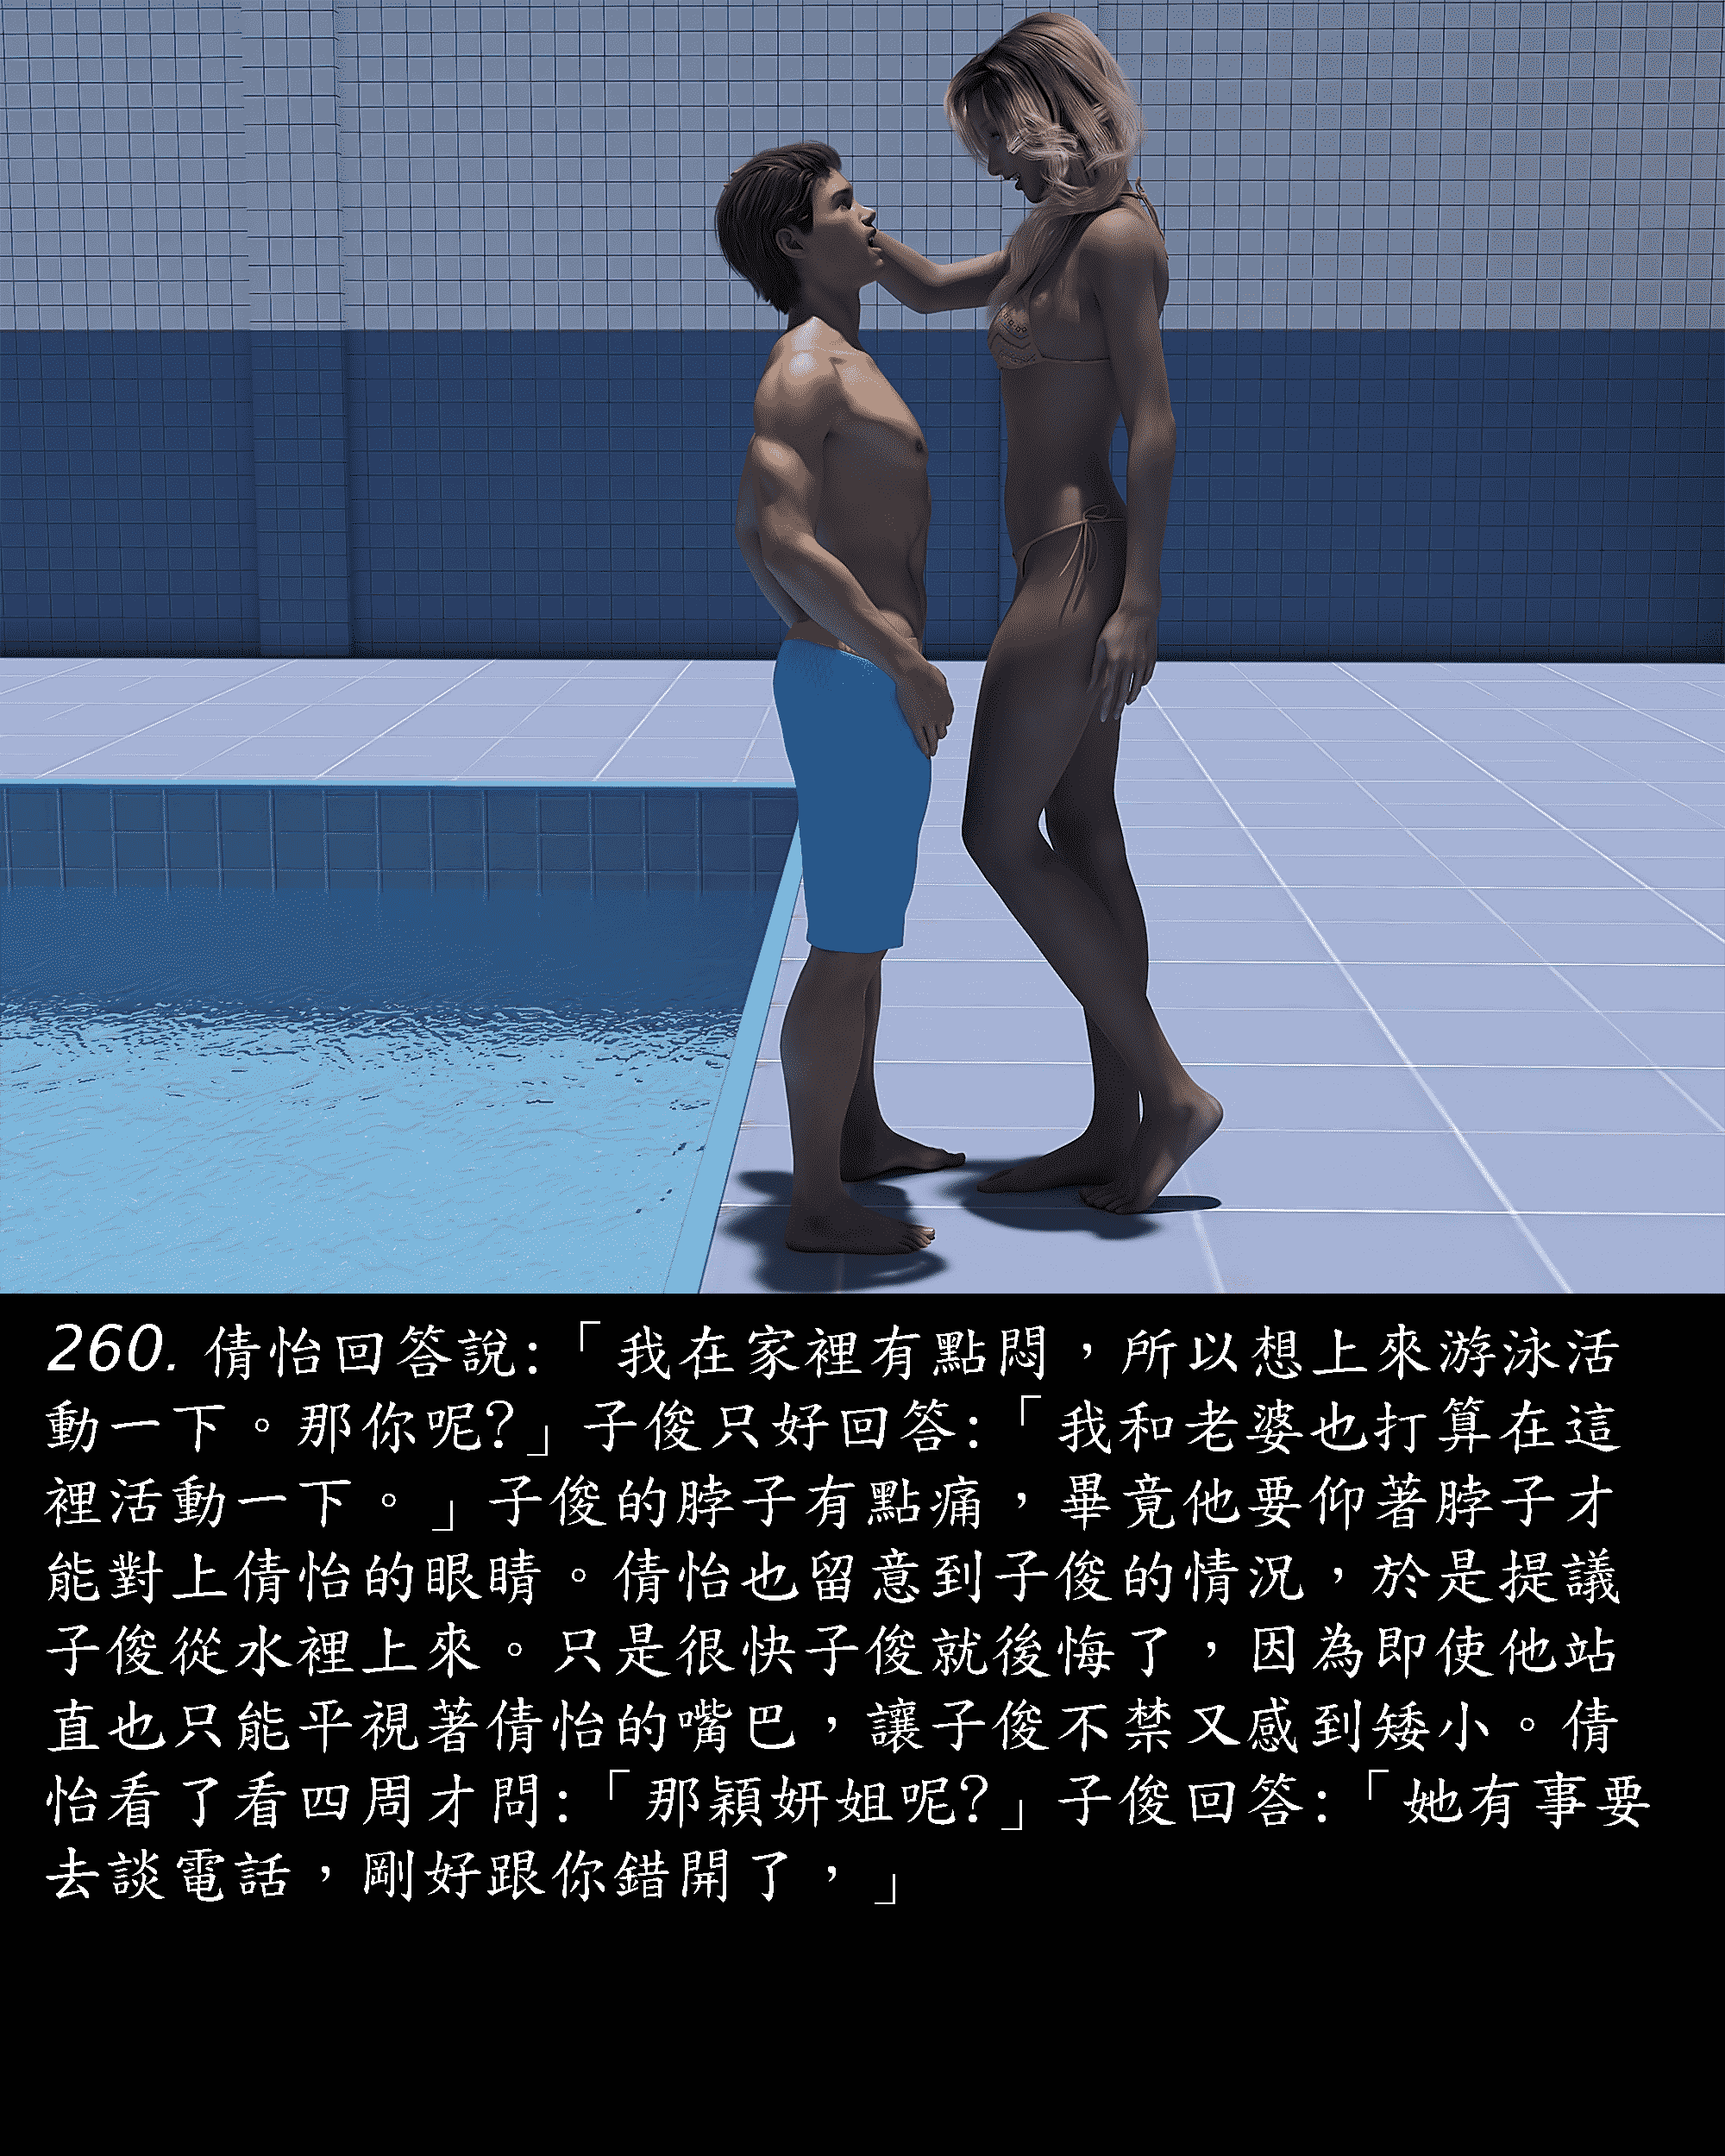 260. 倩怡回答說:「我在家裡有點悶，所以想上來游泳活
動一下。那你呢?」子俊只好回答:「我和老婆也打算在這
裡活動一下。」子俊的脖子有點痛，畢竟他要仰著脖子才
能對上倩怡的眼睛。倩怡也留意到子俊的情況，於是提議
子俊從水裡上來。只是很快子俊就後悔了，因為即使他站
直也只能平視著倩怡的嘴巴，讓子俊不禁又感到矮小。倩
怡看了看四周才問:「那穎妍姐呢?」子俊回答:「她有事要
去談電話，剛好跟你錯開了，」